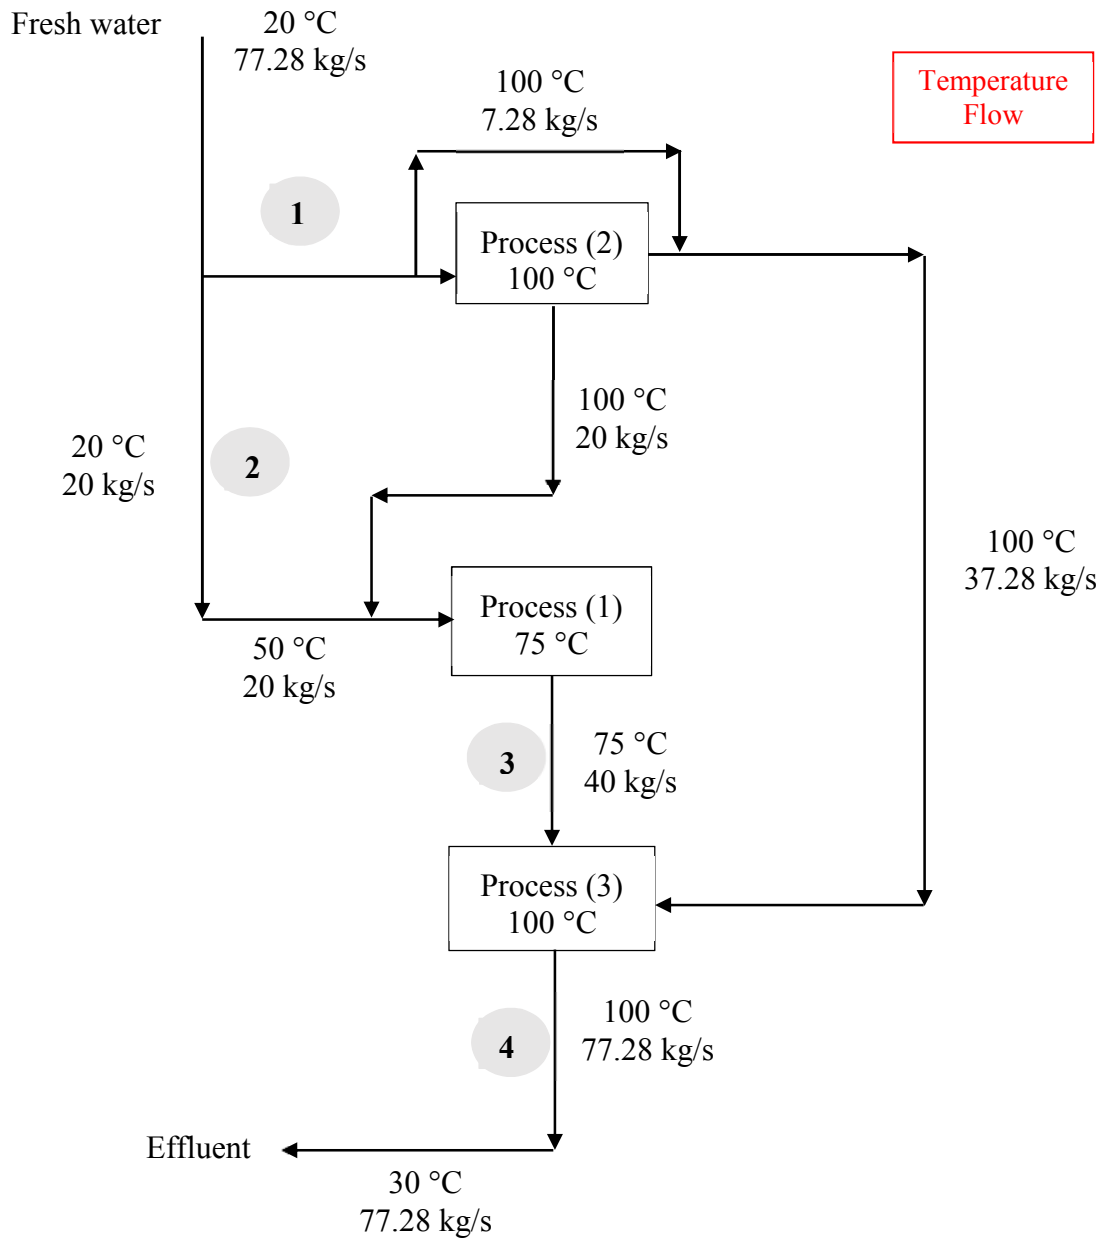 Fresh water
20 °C
77.28 kg/s
100 °C
7.28 kg/s
Temperature
Flow
1
Process (2)
100 °C
100 °C
20 kg/s
20 °C
20 kg/s
2
100 °C
37.28 kg/s
Process (1)
75 °C
50 °C
20 kg/s
3
75 °C
40 kg/s
Process (3)
100 °C
4
100 °C
77.28 kg/s
Effluent
30 °C
77.28 kg/s